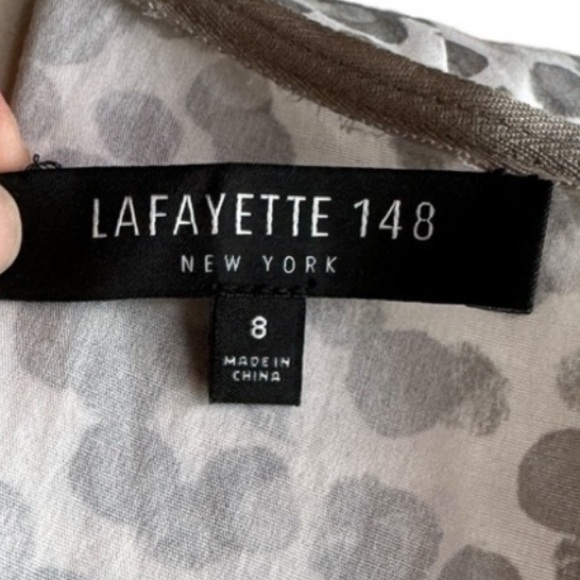 LAFAYETTE 148
NEW YORK
8
MADE IN
CHINA